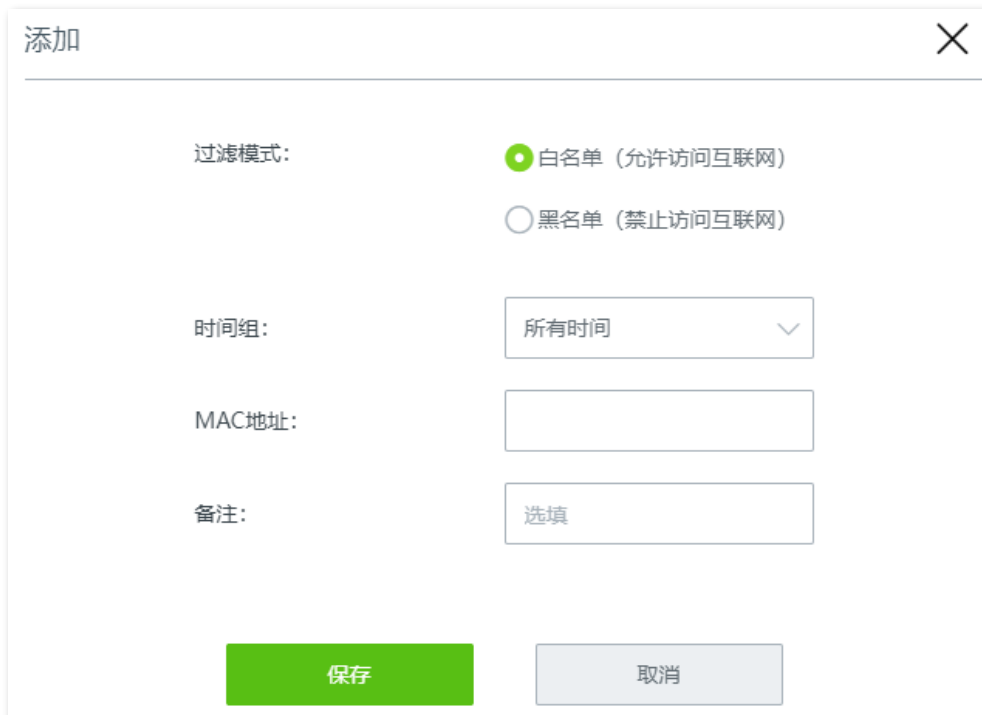 添加
过滤模式:
白名单（允许访问互联网）
黑名单（禁止访问互联网）
时间组:
所有时间
MAC地址:
备注:
选填
保存
取消